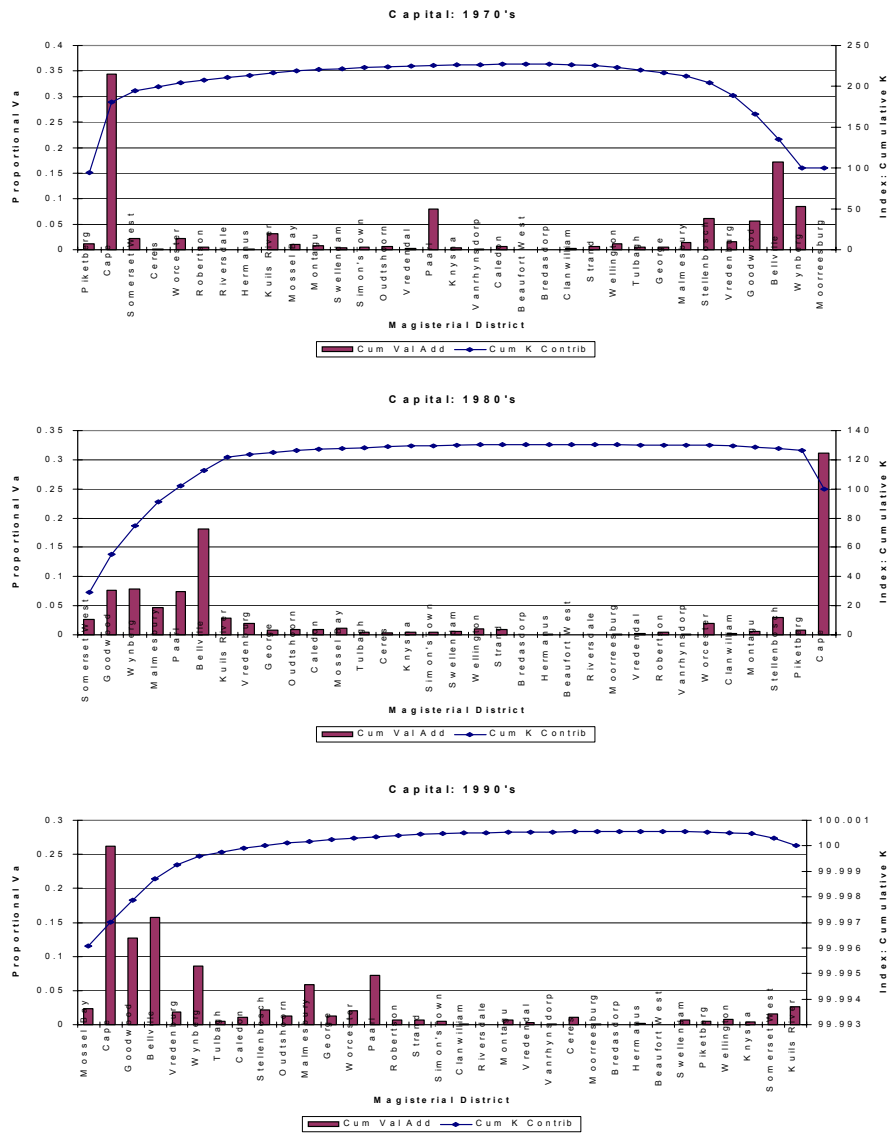 Capital: 1970's
Proportional Va
Index: Cumulative K
0.4
0.35
0.3
0.25
0.2
0.15
0.1
0.05
0
250
200
150
100
50
0
Piketberg
Cape
Somerset West
Ceres
Worcester
Robertson
Riversdale
Hermanus
Kuils River
Mossel Bay
Montagu
Swellendam
Simon's town
Oudtshoorn
Vredendal
Paarl
Knysna
Vanrhynsdorp
Caledon
Beaufort West
Bredasdorp
Clanwilliam
Strand
Wellington
Tulbagh
George
Malmesbury
Stellenbosch
Vredenburg
Goodwood
Bellville
Wynberg
Moorreesburg
Magisterial District
Cum Val Add
Cum K Contrib
Capital: 1980's
Proportional Va
Index: Cumulative K
0.35
0.3
0.25
0.2
0.15
0.1
0.05
0
140
120
100
80
60
40
20
0
Somerset West
Goodwood
Wynberg
Malmesbury
Paarl
Bellville
Kuils River
Vredenburg
George
Oudtshoorn
Caledon
Mossel Bay
Tulbagh
Ceres
Knysna
Simon's town
Swellendam
Wellington
Strand
Bredasdorp
Hermanus
Beaufort West
Riversdale
Moorreesburg
Vredendal
Robertson
Vanrhynsdorp
Worcester
Clanwilliam
Montagu
Stellenbosch
Piketberg
Cape
Magisterial District
Cum Val Add
Cum K Contrib
Capital: 1990's
Proportional Va
Index: Cumulative K
0.3
0.25
0.2
0.15
0.1
0.05
0
100.001
100
99.999
99.998
99.997
99.996
99.995
99.994
99.993
Mossel Bay
Cape
Goodwood
Bellville
Vredenburg
Wynberg
Tulbagh
Caledon
Stellenbosch
Oudtshoorn
Malmesbury
George
Worcester
Paarl
Robertson
Strand
Simon's town
Clanwilliam
Riversdale
Montagu
Vredendal
Vanrhynsdorp
Ceres
Moorreesburg
Bredasdorp
Hermanus
Beaufort West
Swellendam
Piketberg
Wellington
Knysna
Somerset West
Kuils River
Magisterial District
Cum Val Add
Cum K Contrib